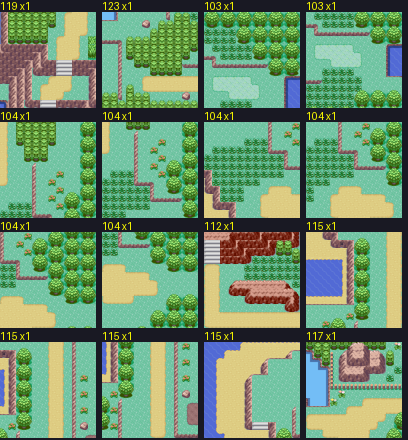 119 x1 123 x1 103 x1 103 x1
104 x1 104 x1 104 x1 104 x1
104 x1 104 x1 112 x1 115 x1
115 x1 115 x1 115 x1 117 x1